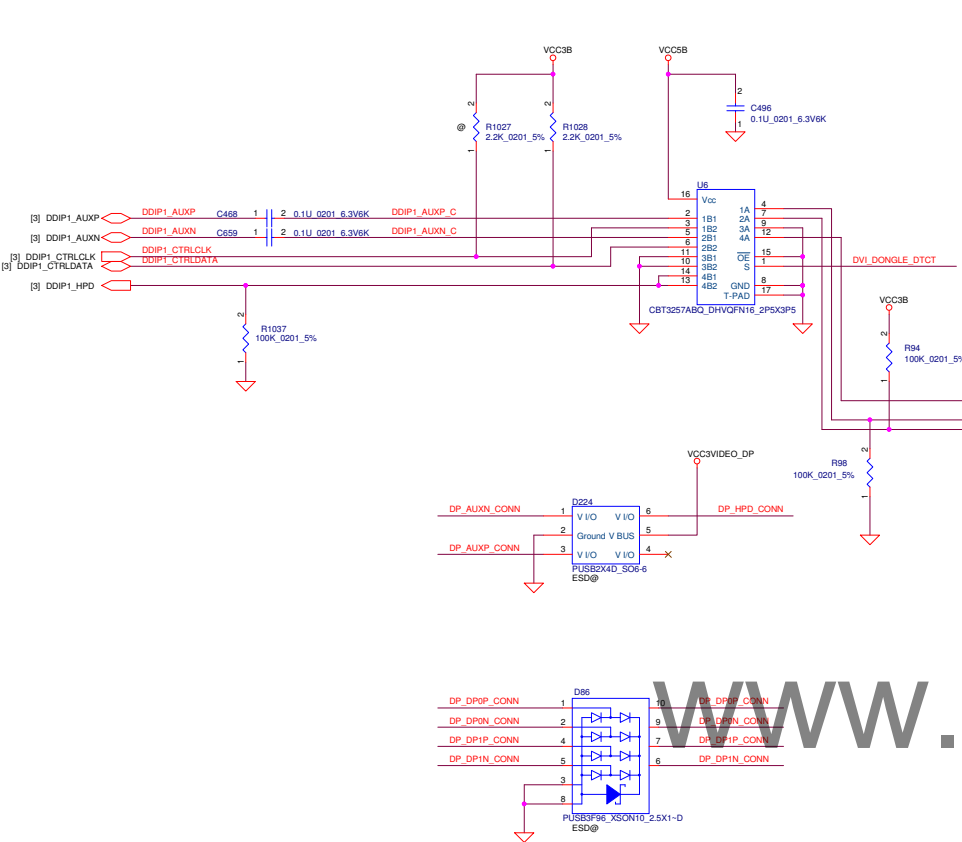 VCC3B
VCC5B
2
C496
0.1U_0201_6.3V6K
1
2
2
@
R1027
2.2K_0201_5%
R1028
2.2K_0201_5%
1
1
U6
16
Vcc
[3] DDIP1_AUXP
DDIP1_AUXP
C468
1
2
0.1U_0201_6.3V6K
DDIP1_AUXP_C
2
1B1
1A
4
[3] DDIP1_AUXN
DDIP1_AUXN
C659
1
2
0.1U_0201_6.3V6K
DDIP1_AUXN_C
3
1B2
2A
7
5
2B1
3A
9
6
2B2
4A
12
[3] DDIP1_CTRLCLK
DDIP1_CTRLCLK
11
3B1
OE
15
[3] DDIP1_CTRLDATA
DDIP1_CTRLDATA
10
3B2
S
1
DVI_DONGLE_DTCT
14
4B1
[3] DDIP1_HPD
13
4B2
GND
8
T-PAD
17
CBT3257ABQ_DHVQFN16_2P5X3P5
2
R1037
100K_0201_5%
1
VCC3B
2
R94
100K_0201_5%
1
2
R98
100K_0201_5%
1
VCC3VIDEO_DP
D224
DP_AUXN_CONN
1
V I/O
V I/O
6
DP_HPD_CONN
2
Ground
V BUS
5
DP_AUXP_CONN
3
V I/O
V I/O
4
PUSB2X4D_SO6-6
ESD@
D86
DP_DP0P_CONN
1
10
DP_DP0P_CONN
DP_DP0N_CONN
2
9
DP_DP0N_CONN
DP_DP1P_CONN
4
7
DP_DP1P_CONN
DP_DP1N_CONN
5
6
DP_DP1N_CONN
3
8
PUSB3F96_XSON10_2.5X1~D
ESD@
www.